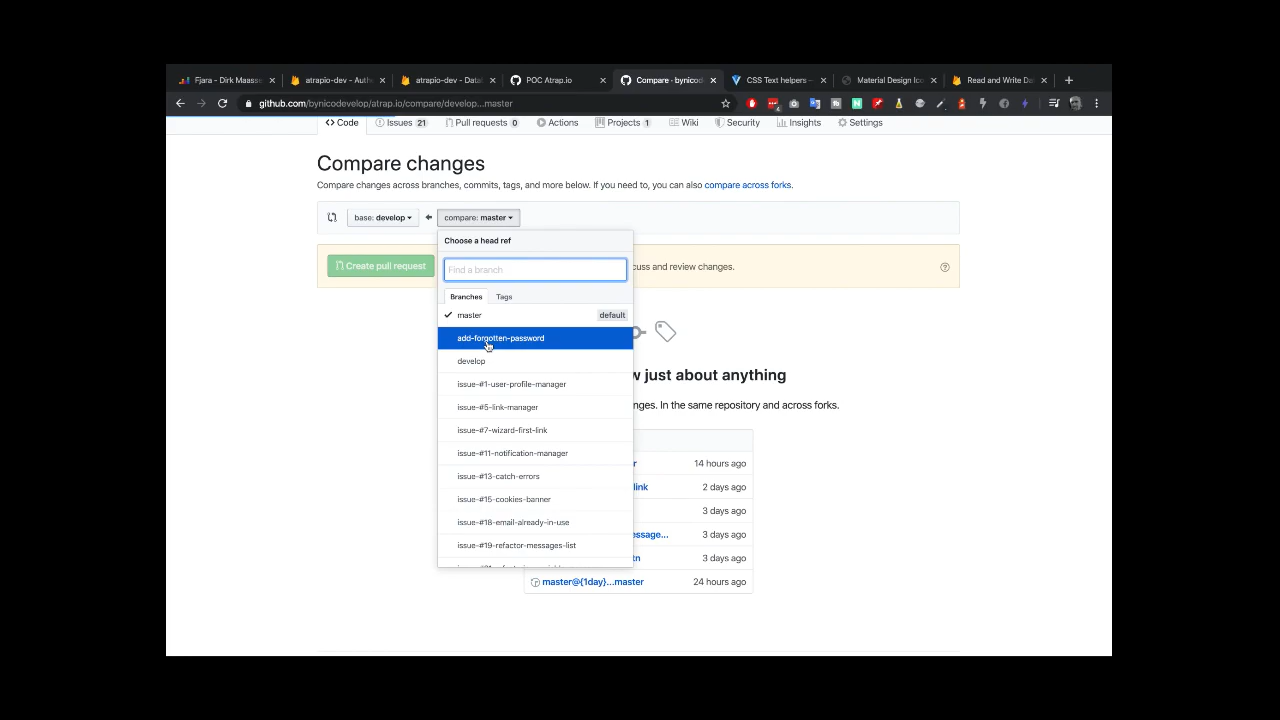 Fjara – Dirk Maasse
atrapio-dev – Auth
atrapio-dev – Data
POC Atrap.io
Compare · bynicod
CSS Text helpers —
Material Design Ico
Read and Write Da
github.com/bynicodevelop/atrap.io/compare/develop...master
Code
Issues 21
Pull requests 0
Actions
Projects 1
Wiki
Security
Insights
Settings
Compare changes
Compare changes across branches, commits, tags, and more below. If you need to, you can also compare across forks.
base: develop
compare: master
Choose a head ref
Create pull request
cuss and review changes.
Find a branch
Branches
Tags
master
default
add-forgotten-password
develop
w just about anything
issue-#1-user-profile-manager
issue-#5-link-manager
nges. In the same repository and across forks.
issue-#7-wizard-first-link
issue-#11-notification-manager
r
14 hours ago
issue-#13-catch-errors
link
2 days ago
issue-#15-cookies-banner
3 days ago
issue-#18-email-already-in-use
essage...
3 days ago
issue-#19-refactor-messages-list
tn
3 days ago
master@{1day}...master
24 hours ago